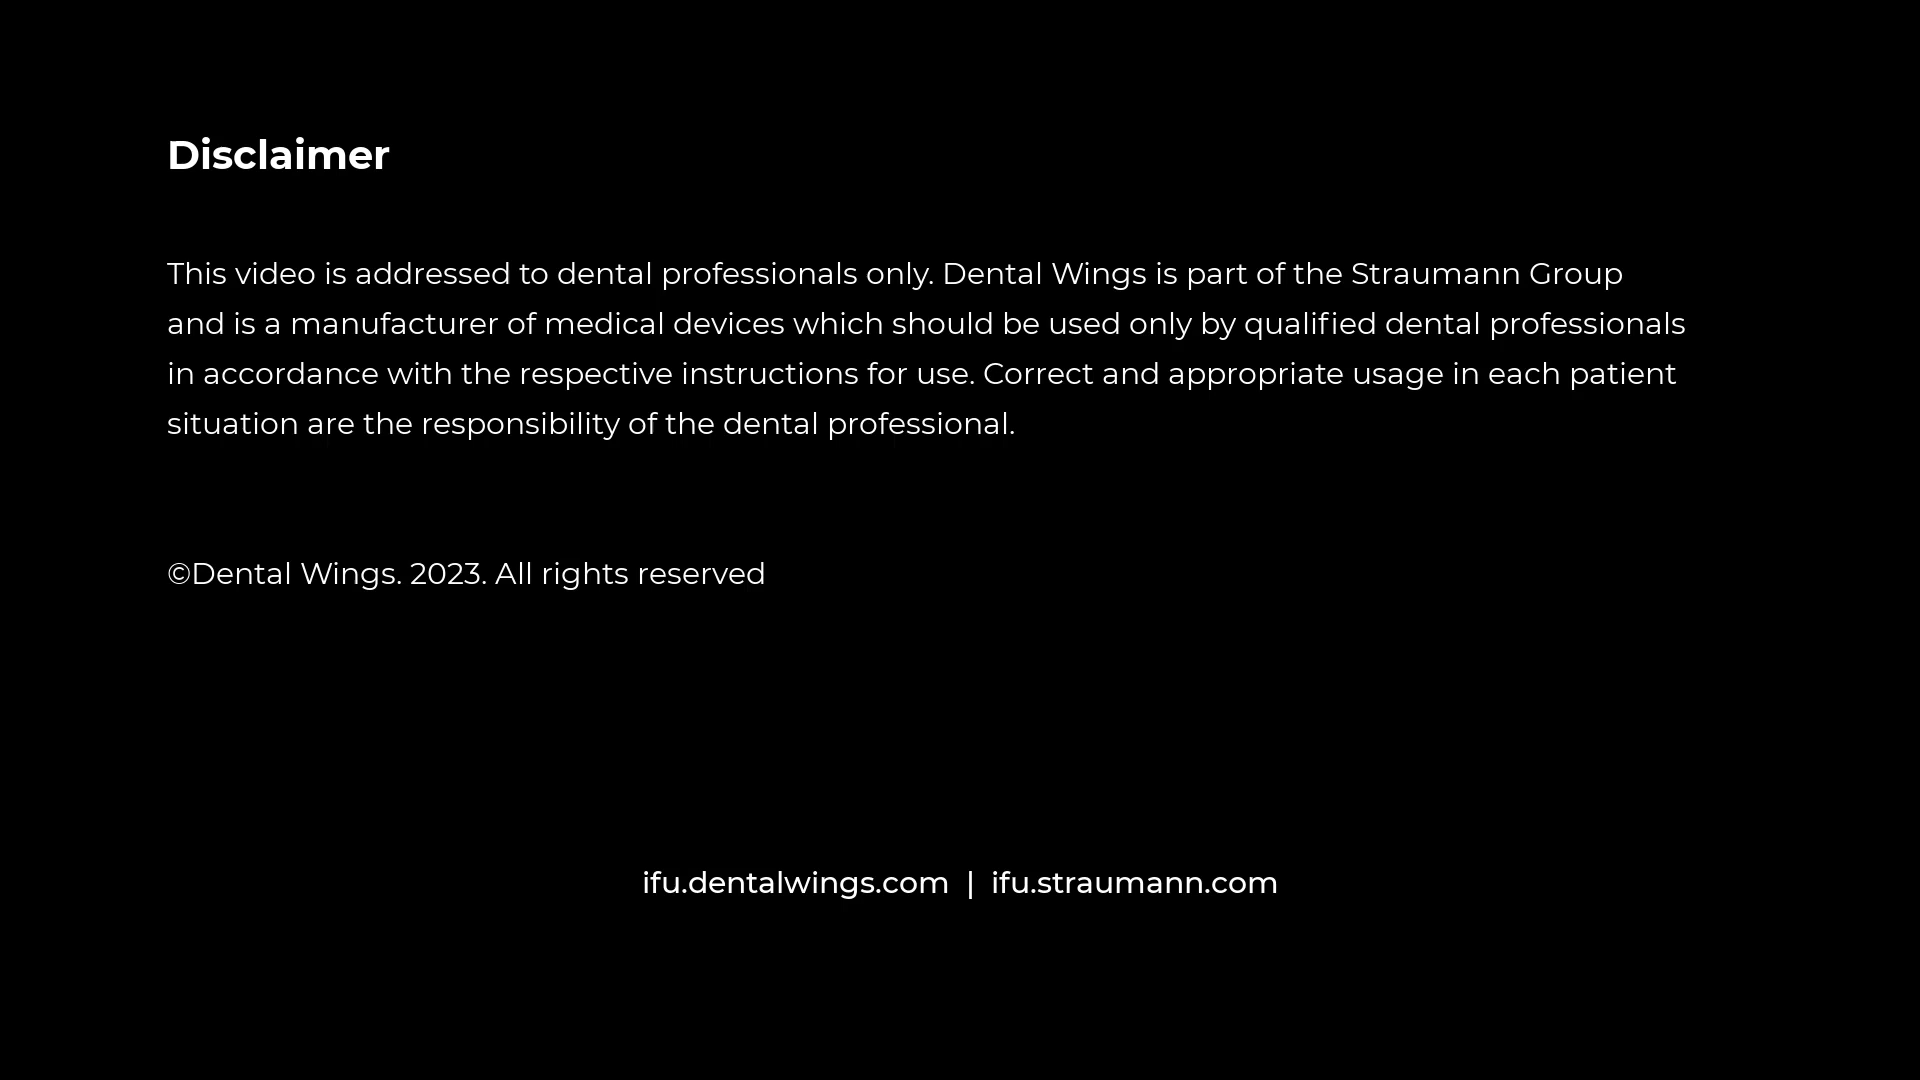 Disclaimer
This video is addressed to dental professionals only. Dental Wings is part of the Straumann Group
and is a manufacturer of medical devices which should be used only by qualified dental professionals
in accordance with the respective instructions for use. Correct and appropriate usage in each patient
situation are the responsibility of the dental professional.
©Dental Wings. 2023. All rights reserved
ifu.dentalwings.com | ifu.straumann.com